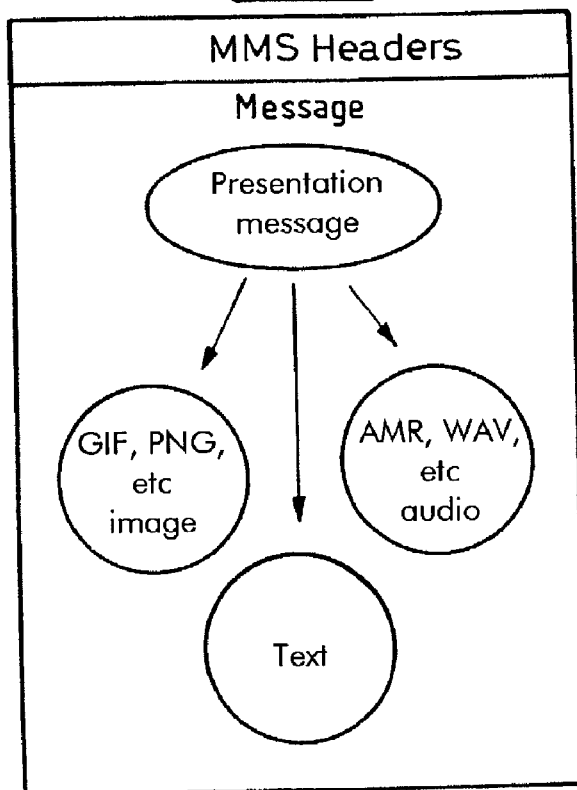 MMS Headers
Message
Presentation
message
GIF, PNG,
etc
image
AMR, WAV,
etc
audio
Text